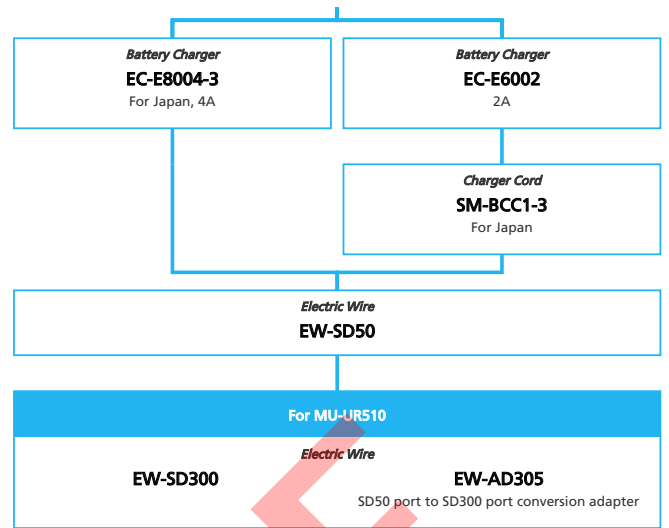 Battery Charger
EC-E8004-3
For Japan, 4A
Battery Charger
EC-E6002
2A
Charger Cord
SM-BCC1-3
For Japan
Electric Wire
EW-SD50
For MU-UR510
Electric Wire
EW-SD300
EW-AD305
SD50 port to SD300 port conversion adapter